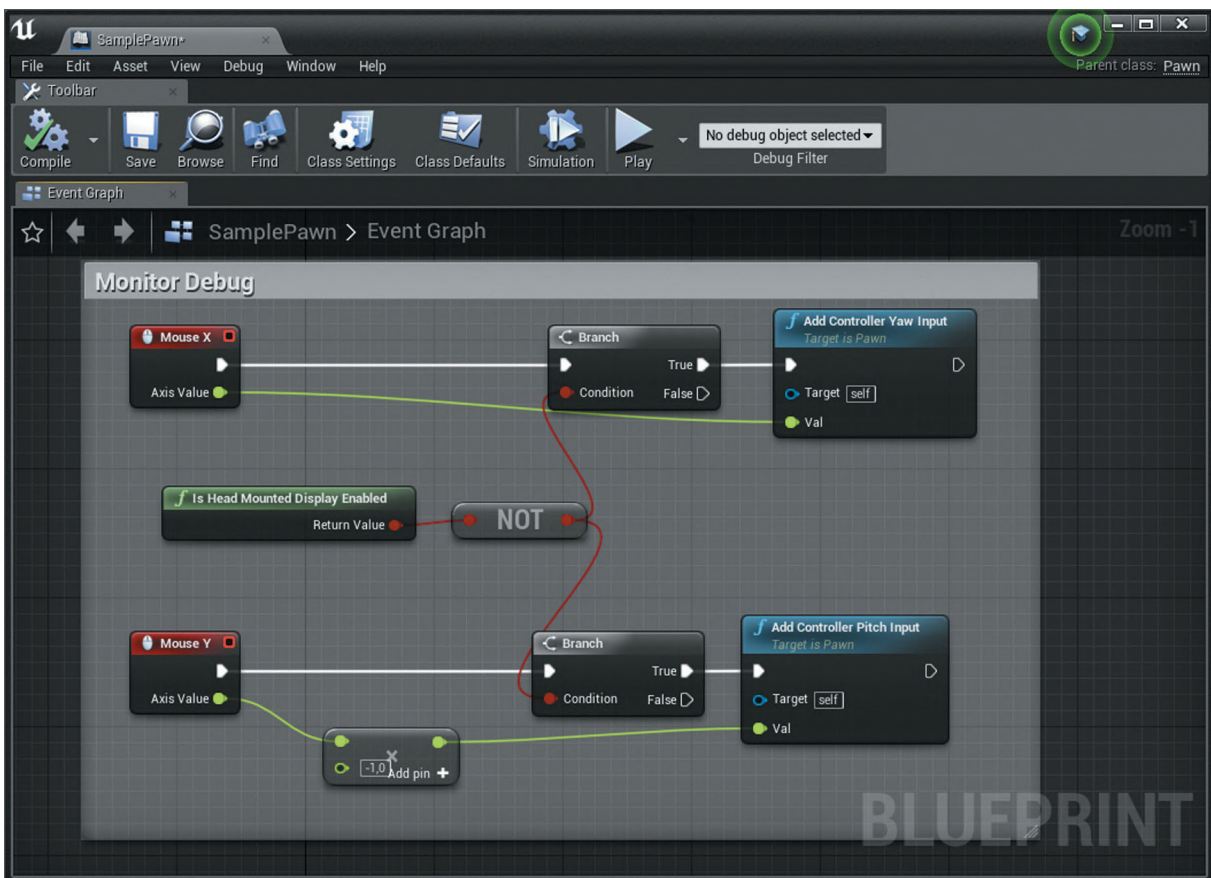 SamplePawn*
File Edit Asset View Debug Window Help
Parent class: Pawn
Toolbar
Compile Save Browse Find Class Settings Class Defaults Simulation Play
No debug object selected
Debug Filter
Event Graph
SamplePawn > Event Graph
Zoom -1
Monitor Debug
Mouse X
Axis Value
Branch
True
Condition False
Add Controller Yaw Input
Target is Pawn
Target self
Val
Is Head Mounted Display Enabled
Return Value
NOT
Mouse Y
Axis Value
Branch
True
Condition False
Add Controller Pitch Input
Target is Pawn
Target self
Val
-1,0
Add pin +
BLUEPRINT